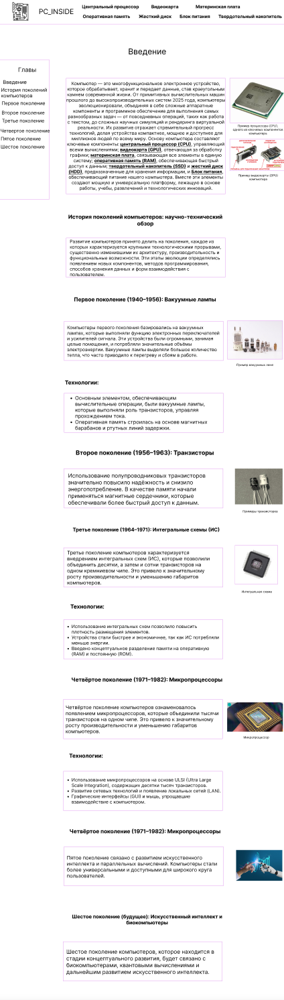 PC_INSIDE
Центральный процессор
Видеокарта
Материнская плата
Оперативная память
Жесткий диск
Блок питания
Твердотельный накопитель
Введение
Главы
Введение
История поколений
компьютеров
Первое поколение
Второе поколение
Третье поколение
Четвертое поколение
Пятое поколение
Шестое поколение
Компьютер — это многофункциональное электронное устройство,
которое обрабатывает, хранит и передает данные, став краеугольным
камнем современной жизни. От примитивных вычислительных машин
прошлого до высокопроизводительных систем 2025 года, компьютеры
эволюционировали, объединяя в себе сложные аппаратные
компоненты и программное обеспечение для выполнения самых
разнообразных задач — от повседневных операций, таких как работа
с текстом, до сложных научных симуляций и рендеринга виртуальной
реальности. Их развитие отражает стремительный прогресс
технологий, делая устройства компактнее, мощнее и доступнее для
миллионов людей по всему миру. Основу компьютера составляют
ключевые компоненты: центральный процессор (CPU), управляющий
всеми вычислениями; видеокарта (GPU), отвечающая за обработку
графики; материнская плата, связывающая все элементы в единую
систему; оперативная память (RAM), обеспечивающая быстрый
доступ к данным; твердотельный накопитель (SSD) и жесткий диск
(HDD), предназначенные для хранения информации, и Блок питания,
обеспечивающий питание нашего компьютера. Вместе эти элементы
создают мощную и универсальную платформу, лежащую в основе
работы, учебы, развлечений и технологических инноваций.
Пример процессора (CPU),
одного из ключевых компонентов
компьютера
Пример видеокарты (GPU)
компьютера
История поколений компьютеров: научно-технический
обзор
Развитие компьютеров принято делить на поколения, каждое из
которых характеризуется крупными технологическими прорывами,
существенно изменившими их архитектуру, производительность и
функциональные возможности. Эти этапы эволюции определялись
появлением новых компонентов, методов программирования,
способов хранения данных и форм взаимодействия с
пользователем.
Первое поколение (1940–1956): Вакуумные лампы
Компьютеры первого поколения базировались на вакуумных
лампах, которые выполняли функцию электронных переключателей
и усилителей сигнала. Эти устройства были огромными, занимая
целые помещения, и потребляли значительные объёмы
электроэнергии. Вакуумные лампы выделяли большое количество
тепла, что часто приводило к перегреву и сбоям в работе.
Пример вакуумных ламп
Технологии:
• Основным элементом, обеспечивающим
вычислительные операции, были вакуумные лампы,
которые выполняли роль транзисторов, управляя
прохождением тока.
• Оперативная память строилась на основе магнитных
барабанов и ртутных линий задержки.
Второе поколение (1956–1963): Транзисторы
Использование полупроводниковых транзисторов
значительно повысило надёжность и снизило
энергопотребление. В качестве памяти начали
применяться магнитные сердечники, которые
обеспечивали более быстрый доступ к данным.
Примеры транзисторов
Третье поколение (1964–1971): Интегральные схемы (ИС)
Третье поколение компьютеров характеризуется
внедрением интегральных схем (ИС), которые позволили
объединить десятки, а затем и сотни транзисторов на
одном кремниевом чипе. Это привело к значительному
росту производительности и уменьшению габаритов
компьютеров.
Интегральная схема
Технологии:
• Использование интегральных схем позволило повысить
плотность размещения элементов.
• Устройства стали быстрее и экономичнее, так как ИС потребляли
меньше энергии.
• Введено концептуальное разделение памяти на оперативную
(RAM) и постоянную (ROM).
Четвёртое поколение (1971–1982): Микропроцессоры
Четвёртое поколение компьютеров ознаменовалось
появлением микропроцессоров, которые объединили тысячи
транзисторов на одном чипе. Это привело к значительному
росту производительности и уменьшению габаритов
компьютеров.
Микропроцессор
Технологии:
• Использование микропроцессоров на основе ULSI (Ultra Large
Scale Integration), содержащих десятки тысяч транзисторов.
• Развитие сетевых технологий и появление локальных сетей (LAN).
• Графические интерфейсы (GUI) и мышь, упрощавшие
взаимодействие с компьютером.
Четвёртое поколение (1971–1982): Микропроцессоры
Пятое поколение связано с развитием искусственного
интеллекта и параллельных вычислений. Компьютеры стали
более универсальными и доступными для широкого круга
пользователей.
Шестое поколение (будущее): Искусственный интеллект и
биокомпьютеры
Шестое поколение компьютеров, которое находится в
стадии концептуального развития, будет связано с
биокомпьютерами, квантовыми вычислениями и
дальнейшим развитием искусственного интеллекта.